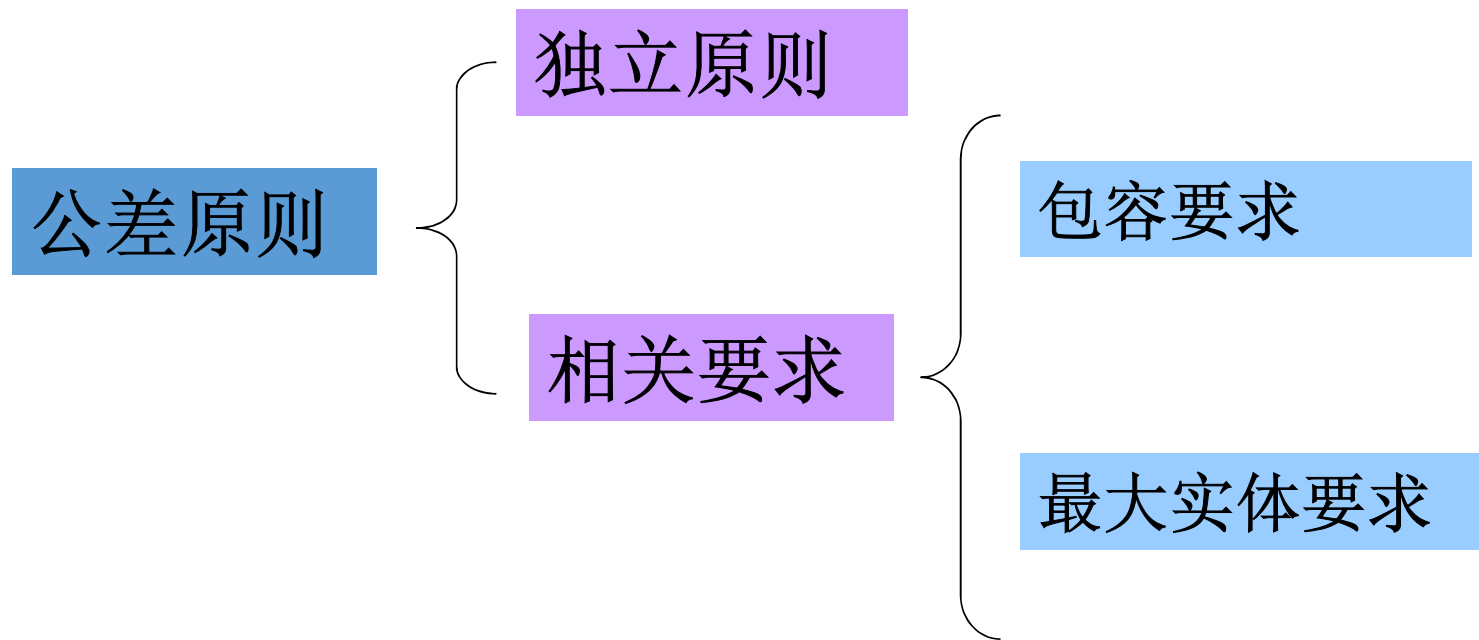 独立原则
公差原则
包容要求
相关要求
最大实体要求